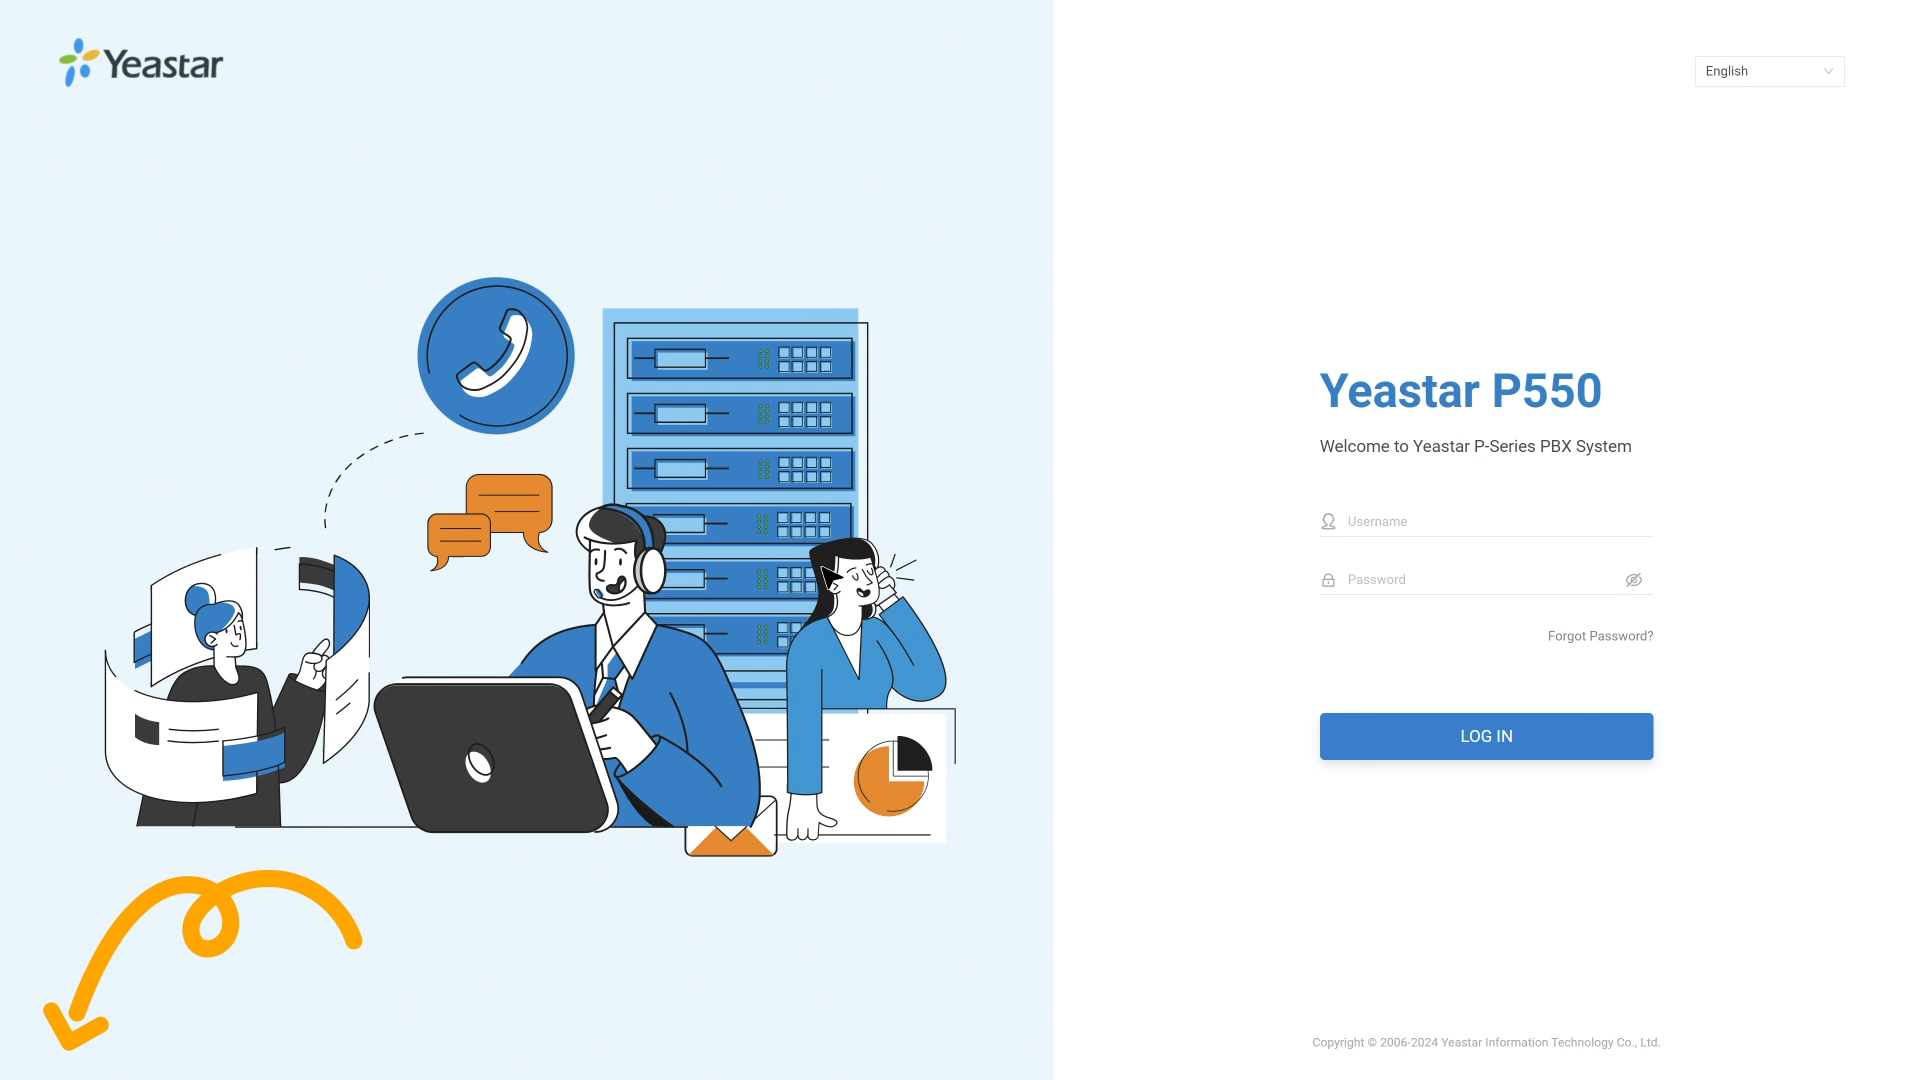 Yeastar
English
Yeastar P550
Welcome to Yeastar P-Series PBX System
Username
Password
Forgot Password?
LOG IN
Copyright © 2006-2024 Yeastar Information Technology Co., Ltd.